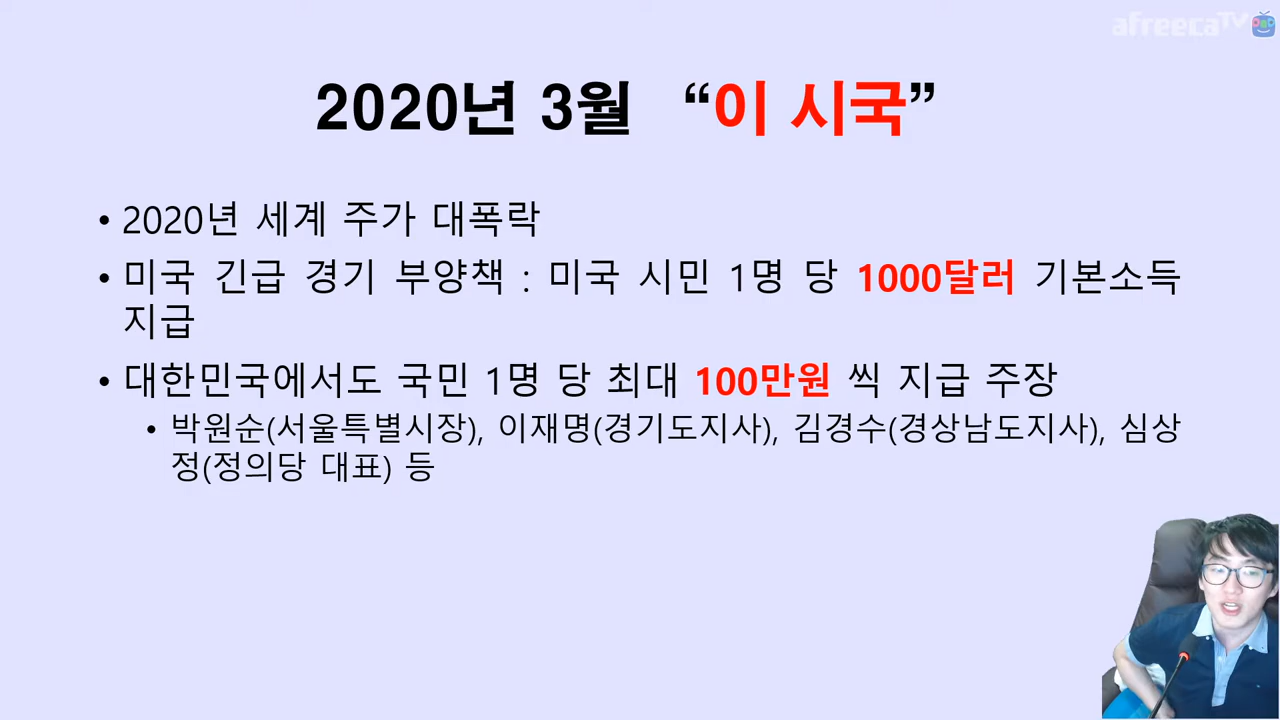 afreecaTV
2020년 3월 “이 시국”
• 2020년 세계 주가 대폭락
• 미국 긴급 경기 부양책 : 미국 시민 1명 당 1000달러 기본소득
지급
• 대한민국에서도 국민 1명 당 최대 100만원 씩 지급 주장
• 박원순(서울특별시장), 이재명(경기도지사), 김경수(경상남도지사), 심상
정(정의당 대표) 등